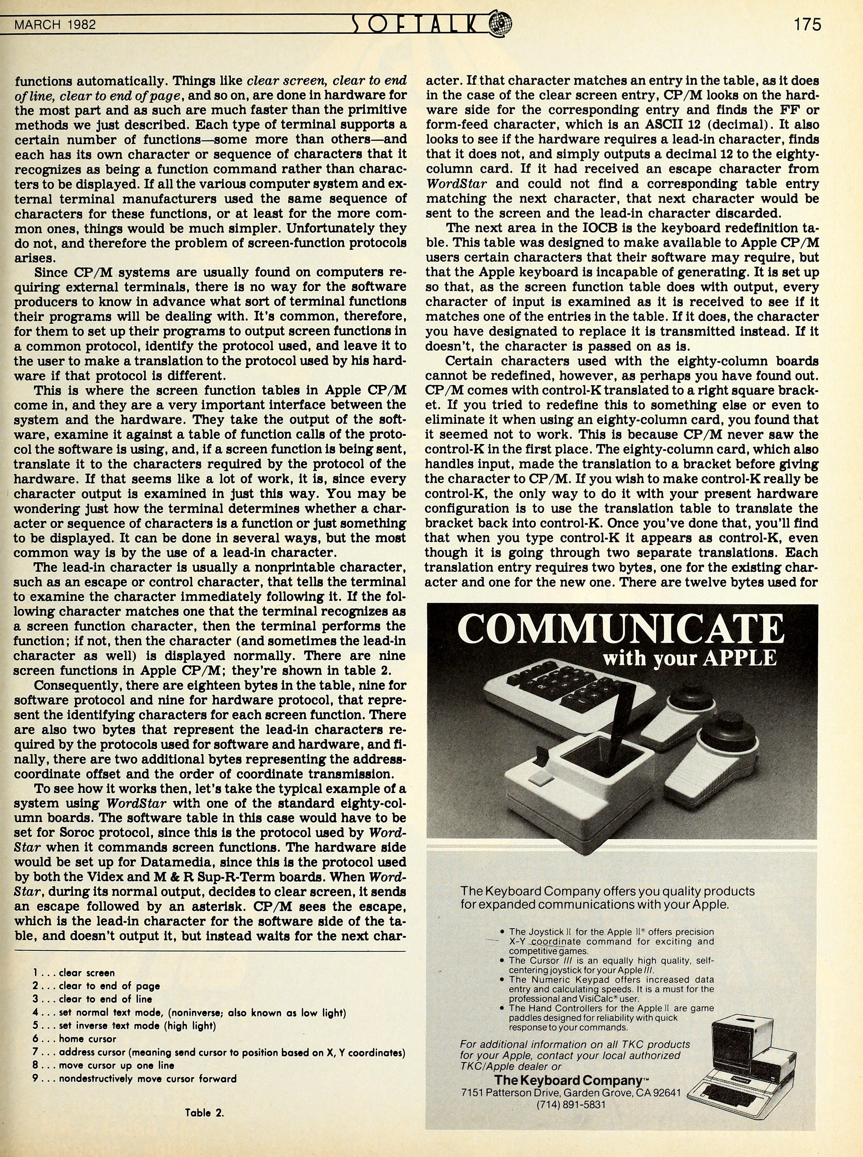 MARCH 1982
SOFTALK
175
functions automatically. Things like clear screen, clear to end
of line, clear to end of page, and so on, are done in hardware for
the most part and as such are much faster than the primitive
methods we just described. Each type of terminal supports a
certain number of functions—some more than others—and
each has its own character or sequence of characters that it
recognizes as being a function command rather than charac-
ters to be displayed. If all the various computer system and ex-
ternal terminal manufacturers used the same sequence of
characters for these functions, or at least for the more com-
mon ones, things would be much simpler. Unfortunately they
do not, and therefore the problem of screen-function protocols
arises.
Since CP/M systems are usually found on computers re-
quiring external terminals, there is no way for the software
producers to know in advance what sort of terminal functions
their programs will be dealing with. It's common, therefore,
for them to set up their programs to output screen functions in
a common protocol, identify the protocol used, and leave it to
the user to make a translation to the protocol used by his hard-
ware if that protocol is different.
This is where the screen function tables in Apple CP/M
come in, and they are a very important interface between the
system and the hardware. They take the output of the soft-
ware, examine it against a table of function calls of the proto-
col the software is using, and, if a screen function is being sent,
translate it to the characters required by the protocol of the
hardware. If that seems like a lot of work, it is, since every
character output is examined in just this way. You may be
wondering just how the terminal determines whether a char-
acter or sequence of characters is a function or just something
to be displayed. It can be done in several ways, but the most
common way is by the use of a lead-in character.
The lead-in character is usually a nonprintable character,
such as an escape or control character, that tells the terminal
to examine the character immediately following it. If the fol-
lowing character matches one that the terminal recognizes as
a screen function character, then the terminal performs the
function; if not, then the character (and sometimes the lead-in
character as well) is displayed normally. There are nine
screen functions in Apple CP/M; they're shown in table 2.
Consequently, there are eighteen bytes in the table, nine for
software protocol and nine for hardware protocol, that repre-
sent the identifying characters for each screen function. There
are also two bytes that represent the lead-in characters re-
quired by the protocols used for software and hardware, and fi-
nally, there are two additional bytes representing the address-
coordinate offset and the order of coordinate transmission.
To see how it works then, let's take the typical example of a
system using WordStar with one of the standard eighty-col-
umn boards. The software table in this case would have to be
set for Soroc protocol, since this is the protocol used by Word-
Star when it commands screen functions. The hardware side
would be set up for Datamedia, since this is the protocol used
by both the Videx and M & R Sup-R-Term boards. When Word-
Star, during its normal output, decides to clear screen, it sends
an escape followed by an asterisk. CP/M sees the escape,
which is the lead-in character for the software side of the ta-
ble, and doesn't output it, but instead waits for the next char-
1 . . . clear screen
2 . . . clear to end of page
3 . . . clear to end of line
4 . . . set normal text mode, (noninverse; also known as low light)
5 . . . set inverse text mode (high light)
6 . . . home cursor
7 . . . address cursor (meaning send cursor to position based on X, Y coordinates)
8 . . . move cursor up one line
9 . . . nondestructively move cursor forward
Table 2.
acter. If that character matches an entry in the table, as it does
in the case of the clear screen entry, CP/M looks on the hard-
ware side for the corresponding entry and finds the FF or
form-feed character, which is an ASCII 12 (decimal). It also
looks to see if the hardware requires a lead-in character, finds
that it does not, and simply outputs a decimal 12 to the eighty-
column card. If it had received an escape character from
WordStar and could not find a corresponding table entry
matching the next character, that next character would be
sent to the screen and the lead-in character discarded.
The next area in the IOCB is the keyboard redefinition ta-
ble. This table was designed to make available to Apple CP/M
users certain characters that their software may require, but
that the Apple keyboard is incapable of generating. It is set up
so that, as the screen function table does with output, every
character of input is examined as it is received to see if it
matches one of the entries in the table. If it does, the character
you have designated to replace it is transmitted instead. If it
doesn't, the character is passed on as is.
Certain characters used with the eighty-column boards
cannot be redefined, however, as perhaps you have found out.
CP/M comes with control-K translated to a right square brack-
et. If you tried to redefine this to something else or even to
eliminate it when using an eighty-column card, you found that
it seemed not to work. This is because CP/M never saw the
control-K in the first place. The eighty-column card, which also
handles input, made the translation to a bracket before giving
the character to CP/M. If you wish to make control-K really be
control-K, the only way to do it with your present hardware
configuration is to use the translation table to translate the
bracket back into control-K. Once you've done that, you'll find
that when you type control-K it appears as control-K, even
though it is going through two separate translations. Each
translation entry requires two bytes, one for the existing char-
acter and one for the new one. There are twelve bytes used for
COMMUNICATE
with your APPLE
The Keyboard Company offers you quality products
for expanded communications with your Apple.
• The Joystick II for the Apple II® offers precision
X-Y coordinate command for exciting and
competitive games.
• The Cursor /// is an equally high quality, self-
centering joystick for your Apple ///.
• The Numeric Keypad offers increased data
entry and calculating speeds. It is a must for the
professional and VisiCalc® user.
• The Hand Controllers for the Apple II are game
paddles designed for reliability with quick
response to your commands.
For additional information on all TKC products
for your Apple, contact your local authorized
TKC/Apple dealer or
The Keyboard Company™
7151 Patterson Drive, Garden Grove, CA 92641
(714) 891-5831